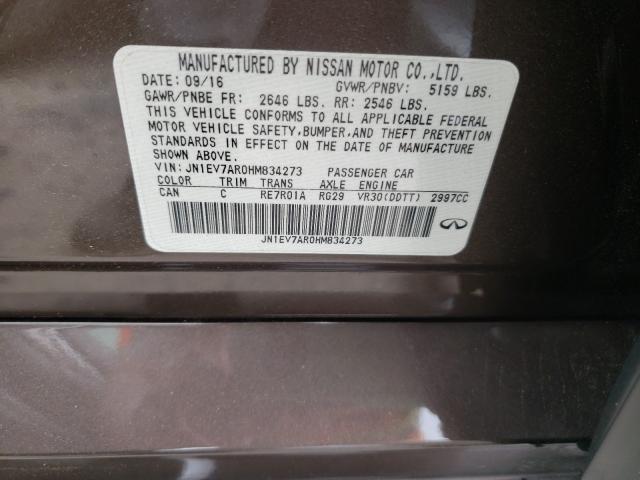 MANUFACTURED BY NISSAN MOTOR CO.,LTD.
DATE: 09/16 GVWR/PNBV: 5159 LBS.
GAWR/PNBE FR: 2646 LBS. RR: 2546 LBS.
THIS VEHICLE CONFORMS TO ALL APPLICABLE FEDERAL
MOTOR VEHICLE SAFETY, BUMPER, AND THEFT PREVENTION
STANDARDS IN EFFECT ON THE DATE OF MANUFACTURE
SHOWN ABOVE.
VIN: JN1EV7AR0HM834273 PASSENGER CAR
COLOR TRIM TRANS AXLE ENGINE
CAN C RE7R01A RG29 VR30(DDTT) 2997CC
JN1EV7AR0HM834273